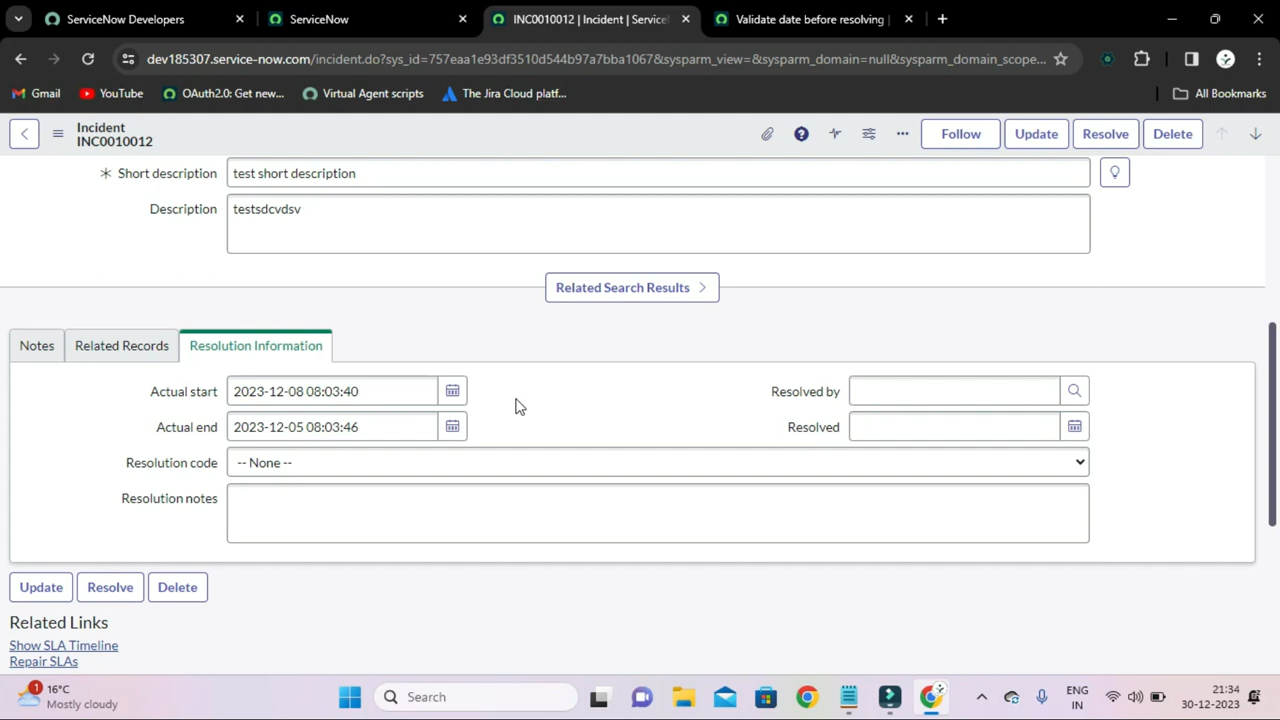 ServiceNow Developers
ServiceNow
INC0010012 | Incident | Service
Validate date before resolving |
dev185307.service-now.com/incident.do?sys_id=757eaa1e93df3510d544b97a7bba1067&sysparm_view=&sysparm_domain=null&sysparm_domain_scope...
Gmail
YouTube
OAuth2.0: Get new...
Virtual Agent scripts
The Jira Cloud platf...
All Bookmarks
Incident
INC0010012
Follow
Update
Resolve
Delete
Short description
test short description
Description
testsdcvdsv
Related Search Results
Notes
Related Records
Resolution Information
Actual start
2023-12-08 08:03:40
Resolved by
Actual end
2023-12-05 08:03:46
Resolved
Resolution code
-- None --
Resolution notes
Update
Resolve
Delete
Related Links
Show SLA Timeline
Repair SLAs
1
16°C
Mostly cloudy
Search
ENG
IN
21:34
30-12-2023